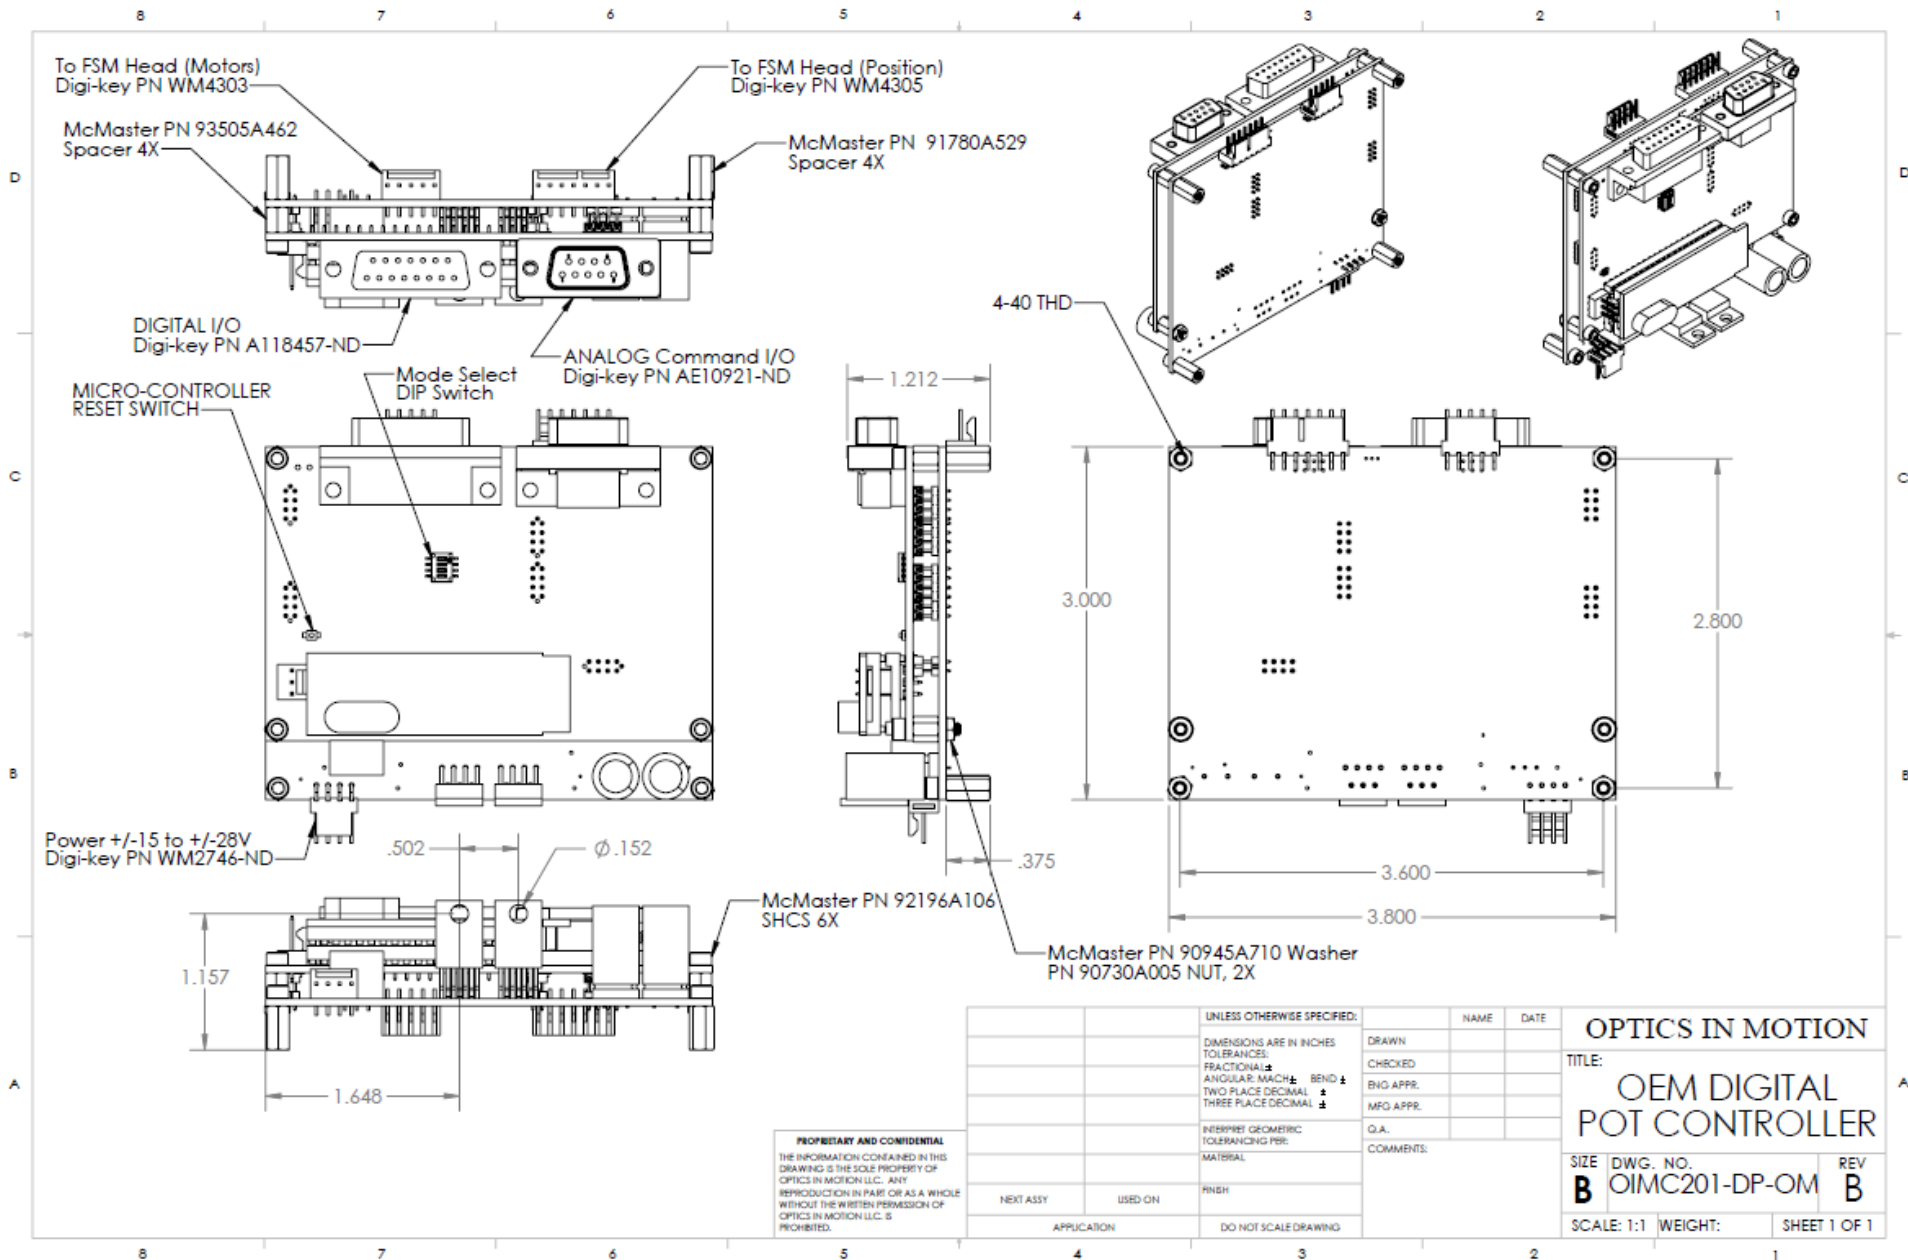 8 7 6 5 4 3 2 1
To FSM Head (Motors)
Digi-key PN WM4303
To FSM Head (Position)
Digi-key PN WM4305
McMaster PN 93505A462
Spacer 4X
McMaster PN 91780A529
Spacer 4X
D
D
4-40 THD
DIGITAL I/O
Digi-key PN A118457-ND
ANALOG Command I/O
Digi-key PN AE10921-ND
MICRO-CONTROLLER
RESET SWITCH
Mode Select
DIP Switch
1.212
C
C
3.000
2.800
B
B
Power +/-15 to +/-28V
Digi-key PN WM2746-ND
.502
Ø.152
.375
3.600
3.800
McMaster PN 92196A106
SHCS 6X
McMaster PN 90945A710 Washer
PN 90730A005 NUT, 2X
1.157
1.648
A
A
PROPRIETARY AND CONFIDENTIAL
THE INFORMATION CONTAINED IN THIS
DRAWING IS THE SOLE PROPERTY OF
OPTICS IN MOTION LLC. ANY
REPRODUCTION IN PART OR AS A WHOLE
WITHOUT THE WRITTEN PERMISSION OF
OPTICS IN MOTION LLC. IS
PROHIBITED.
NEXT ASSY
USED ON
APPLICATION
UNLESS OTHERWISE SPECIFIED:
DIMENSIONS ARE IN INCHES
TOLERANCES:
FRACTIONAL±
ANGULAR: MACH± BEND ±
TWO PLACE DECIMAL ±
THREE PLACE DECIMAL ±
INTERPRET GEOMETRIC
TOLERANCING PER:
MATERIAL
FINISH
DO NOT SCALE DRAWING
NAME
DATE
DRAWN
CHECKED
ENG APPR.
MFG APPR.
Q.A.
COMMENTS:
OPTICS IN MOTION
TITLE:
OEM DIGITAL
POT CONTROLLER
SIZE
B
DWG. NO.
OIMC201-DP-OM
REV
B
SCALE: 1:1
WEIGHT:
SHEET 1 OF 1
8 7 6 5 4 3 2 1